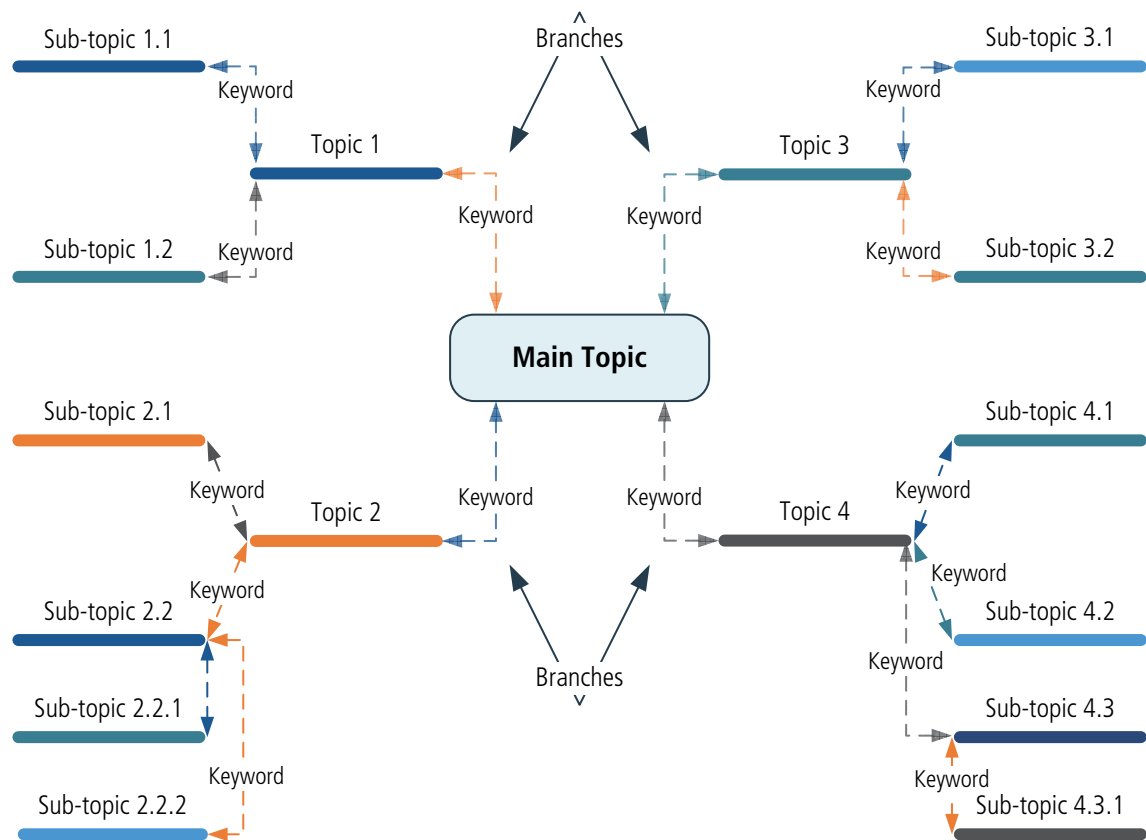 Sub-topic 1.1
Branches
Sub-topic 3.1
Keyword
Keyword
Topic 1
Topic 3
Keyword
Keyword
Sub-topic 1.2
Keyword
Keyword
Sub-topic 3.2
Main Topic
Sub-topic 2.1
Sub-topic 4.1
Keyword
Keyword
Keyword
Keyword
Topic 2
Topic 4
Keyword
Keyword
Sub-topic 2.2
Sub-topic 4.2
Keyword
Branches
Sub-topic 2.2.1
Sub-topic 4.3
Keyword
Keyword
Sub-topic 2.2.2
Sub-topic 4.3.1